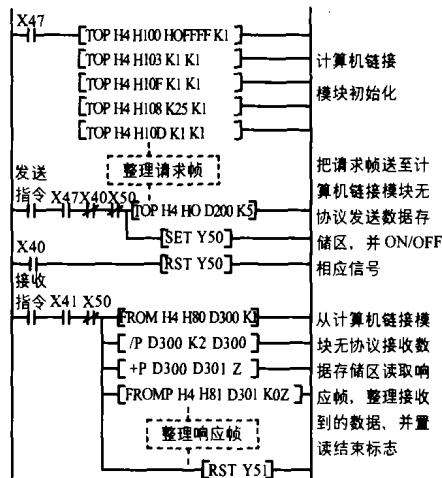 X47
TOP H4 H100 HOFFFF K1
TOP H4 H103 K1 K1
计算机链接
TOP H4 H10F K1 K1
模块初始化
TOP H4 H108 K25 K1
TOP H4 H10D K1 K1
整理请求帧
把请求帧送至计
发送
指令 X47 X40 X50
算机链接模块无
TOP H4 HO D200 K5
协议发送数据存
SET Y50
储区，并 ON/OFF
X40
RST Y50
相应信号
接收
指令 X41 X50
FROM H4 H80 D300 K
从计算机链接模
/P D300 K2 D300
块无协议接收数
+P D300 D301 Z
据存储区读取响
FROMP H4 H81 D301 K0Z
应帧，整理接收
到的数据，并置
整理响应帧
读结束标志
RST Y51